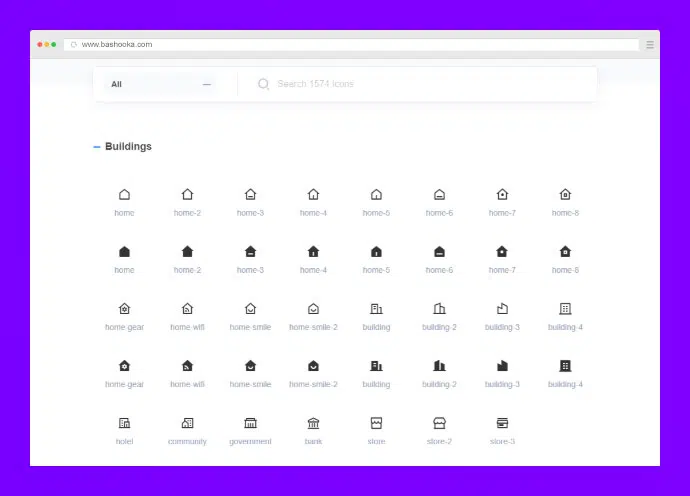 www.bashooka.com
All
Search 1574 icons
Buildings
home home-2 home-3 home-4 home-5 home-6 home-7 home-8
home home-2 home-3 home-4 home-5 home-6 home-7 home-8
home-gear home-wifi home-smile home-smile-2 building building-2 building-3 building-4
home-gear home-wifi home-smile home-smile-2 building building-2 building-3 building-4
hotel community government bank store store-2 store-3